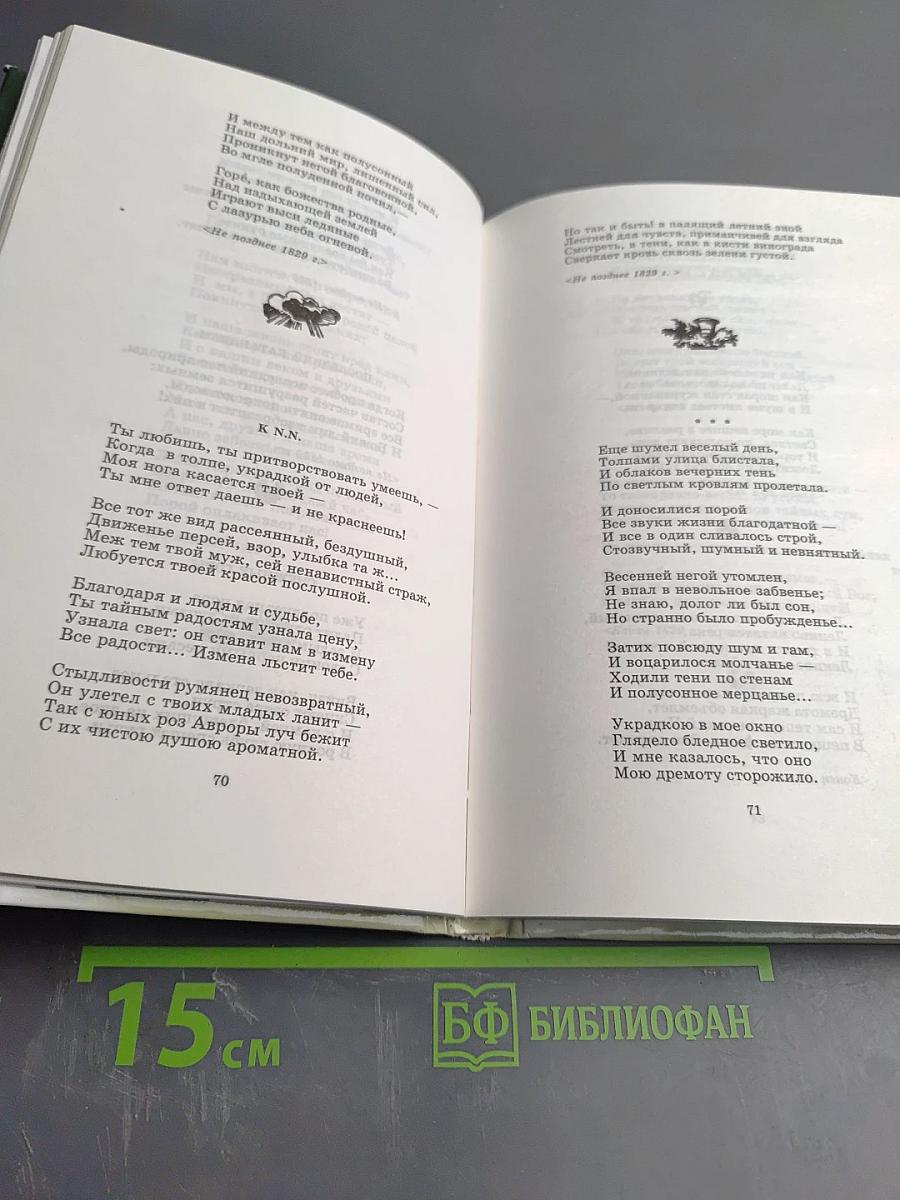 И между тем как полусонный
Наш дольний мир, лишенный сил,
Проникнут негой благовонной,
Во мгле полуденной почил,—
Горе́, как божества родные,
Над издыхающей землей
Играют выси ледяные
С лазурью неба огневой.
<Не позднее 1829 г.>
К N.N.
Ты любишь, ты притворствовать умеешь, —
Когда в толпе, украдкой от людей,
Моя нога касается твоей —
Ты мне ответ даешь — и не краснеешь!
Все тот же вид рассеянный, бездушный,
Движенье персей, взор, улыбка та ж...
Меж тем твой муж, сей ненавистный страж,
Любуется твоей красой послушной.
Благодаря и людям и судьбе,
Ты тайным радостям узнала цену,
Узнала свет: он ставит нам в измену
Все радости... Измена льстит тебе.
Стыдливости румянец невозвратный,
Он улетел с твоих младых ланит —
Так с юных роз Авроры луч бежит
С их чистою душою ароматной.
70
Но так и быть! в палящий летний зной
Лестней для чувства, приманчивей для взгляда
Смотреть, в тени, как в кисти винограда
Сверкает кровь сквозь зелени густой.
<Не позднее 1829 г. >
* * *
Еще шумел веселый день,
Толпами улица блистала,
И облаков вечерних тень
По светлым кровлям пролетала.
И доносилися порой
Все звуки жизни благодатной —
И все в один сливалось строй,
Стозвучный, шумный и невнятный.
Весенней негой утомлен,
Я впал в невольное забвенье;
Не знаю, долог ли был сон,
Но странно было пробужденье...
Затих повсюду шум и гам,
И воцарилося молчанье —
Ходили тени по стенам
И полусонное мерцанье...
Украдкою в мое окно
Глядело бледное светило,
И мне казалось, что оно
Мою дремоту сторожило.
71
15 см
БФ БИБЛИОФАН